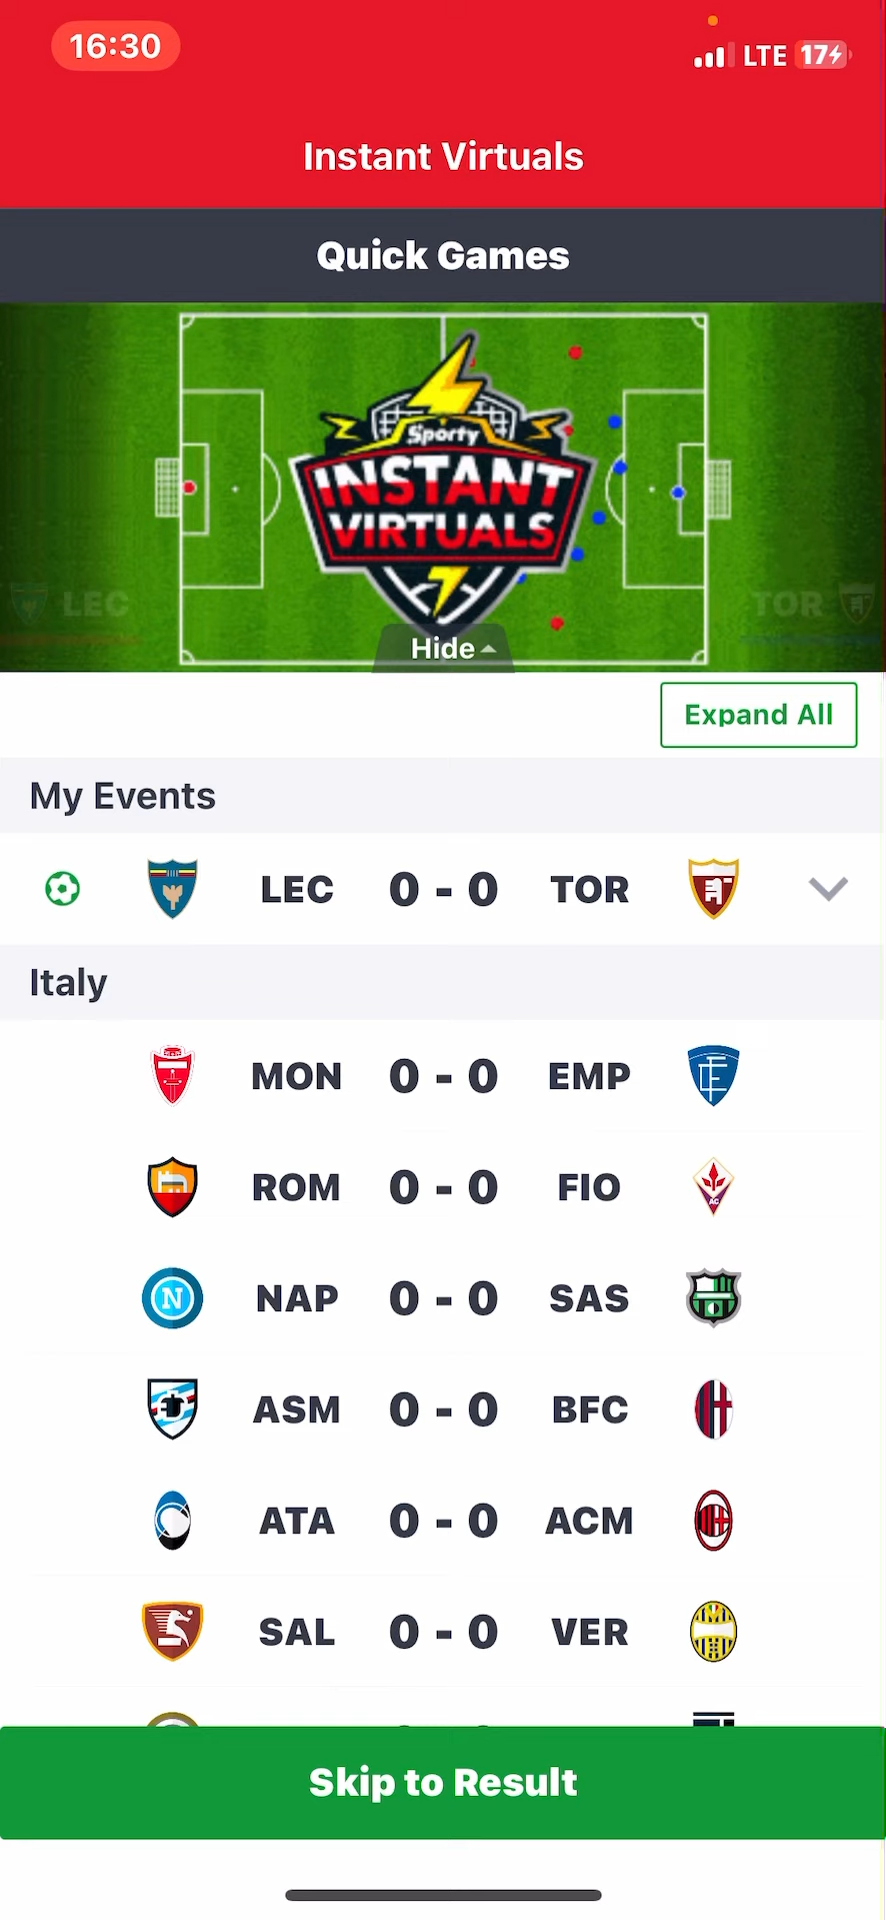 16:30
LTE 17
Instant Virtuals
Quick Games
Sporty
INSTANT
VIRTUALS
LEC
TOR
Hide
Expand All
My Events
LEC 0 - 0 TOR
Italy
MON 0 - 0 EMP
ROM 0 - 0 FIO
N NAP 0 - 0 SAS
ASM 0 - 0 BFC
ATA 0 - 0 ACM
SAL 0 - 0 VER
Skip to Result